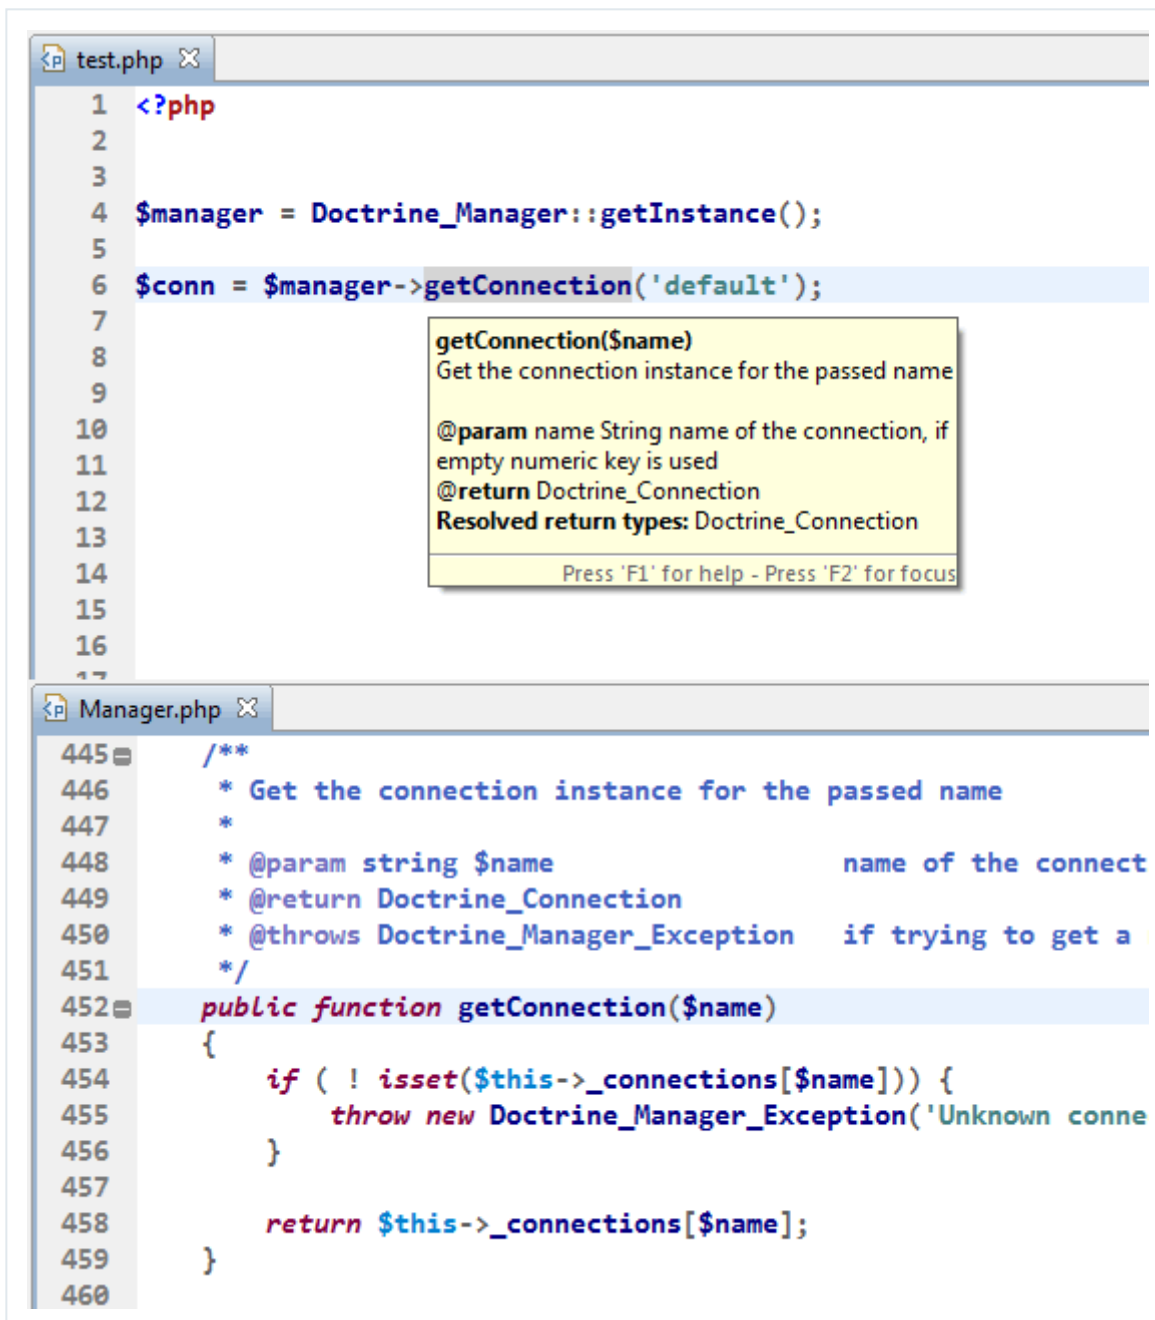 test.php
1 <?php
2
3
4 $manager = Doctrine_Manager::getInstance();
5
6 $conn = $manager->getConnection('default');
7
8
9
10
11
12
13
14
15
16
17
getConnection($name)
Get the connection instance for the passed name
@param name String name of the connection, if
empty numeric key is used
@return Doctrine_Connection
Resolved return types: Doctrine_Connection
Press 'F1' for help - Press 'F2' for focus
Manager.php
445 /**
446 * Get the connection instance for the passed name
447 *
448 * @param string $name name of the connect
449 * @return Doctrine_Connection
450 * @throws Doctrine_Manager_Exception if trying to get a
451 */
452 public function getConnection($name)
453 {
454 if ( ! isset($this->_connections[$name])) {
455 throw new Doctrine_Manager_Exception('Unknown conne
456 }
457
458 return $this->_connections[$name];
459 }
460